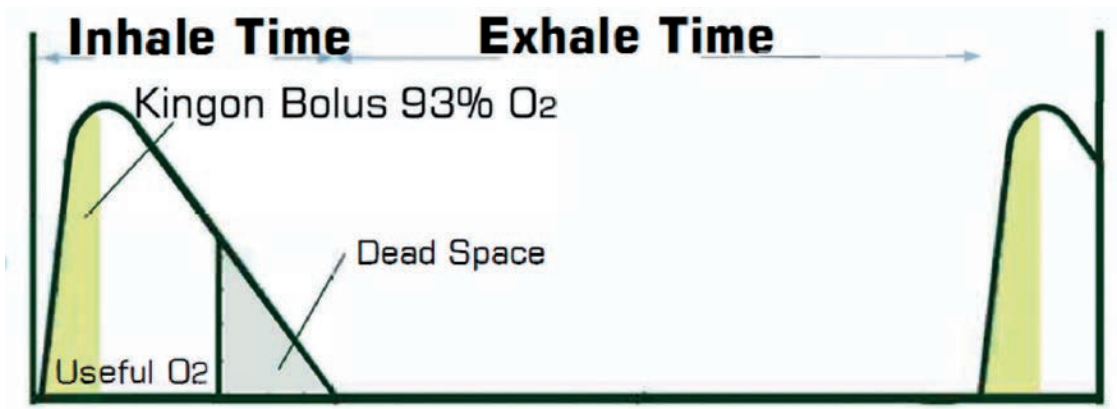 Inhale Time
Exhale Time
Kingon Bolus 93% O2
Dead Space
Useful O2